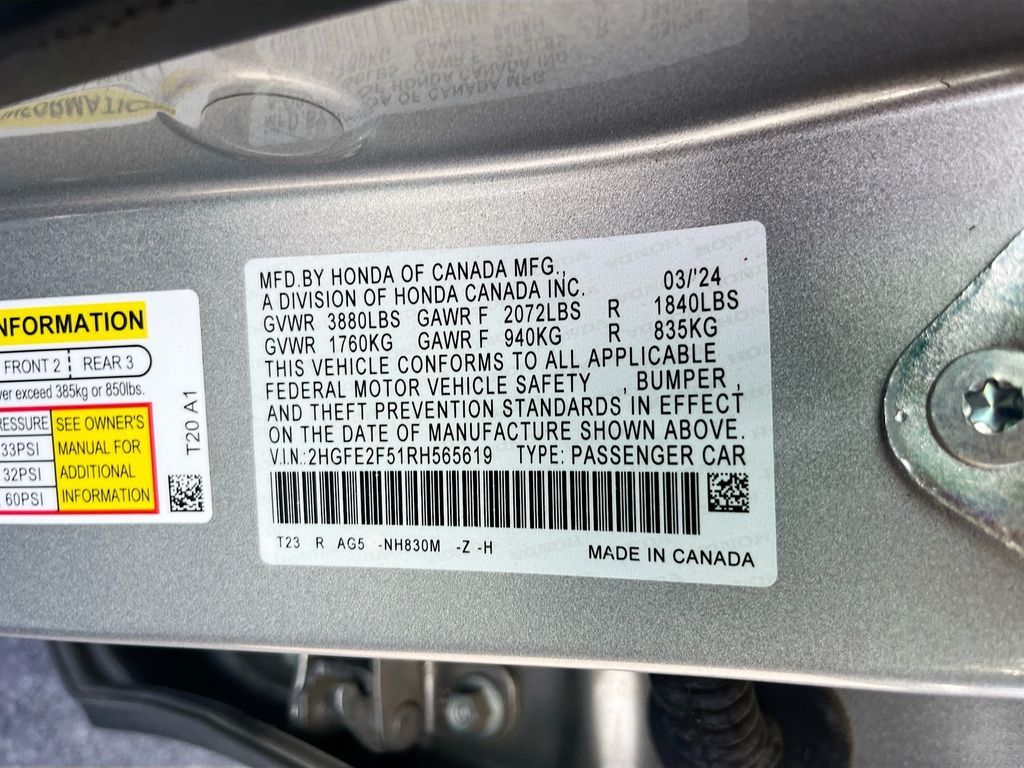 MFD.BY HONDA OF CANADA MFG.,
A DIVISION OF HONDA CANADA INC. 03/'24
GVWR 3880LBS GAWR F 2072LBS R 1840LBS
GVWR 1760KG GAWR F 940KG R 835KG
THIS VEHICLE CONFORMS TO ALL APPLICABLE
FEDERAL MOTOR VEHICLE SAFETY , BUMPER ,
AND THEFT PREVENTION STANDARDS IN EFFECT
ON THE DATE OF MANUFACTURE SHOWN ABOVE.
V.I.N.:2HGFE2F51RH565619 TYPE: PASSENGER CAR
T23 R AG5 -NH830M -Z -H
MADE IN CANADA
NFORMATION
FRONT 2 REAR 3
ver exceed 385kg or 850lbs.
RESSURE
33PSI
32PSI
60PSI
SEE OWNER'S
MANUAL FOR
ADDITIONAL
INFORMATION
T20 A1